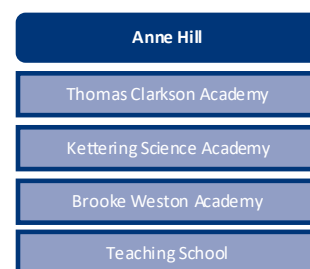 Anne Hill
Thomas Clarkson Academy
Kettering Science Academy
Brooke Weston Academy
Teaching School